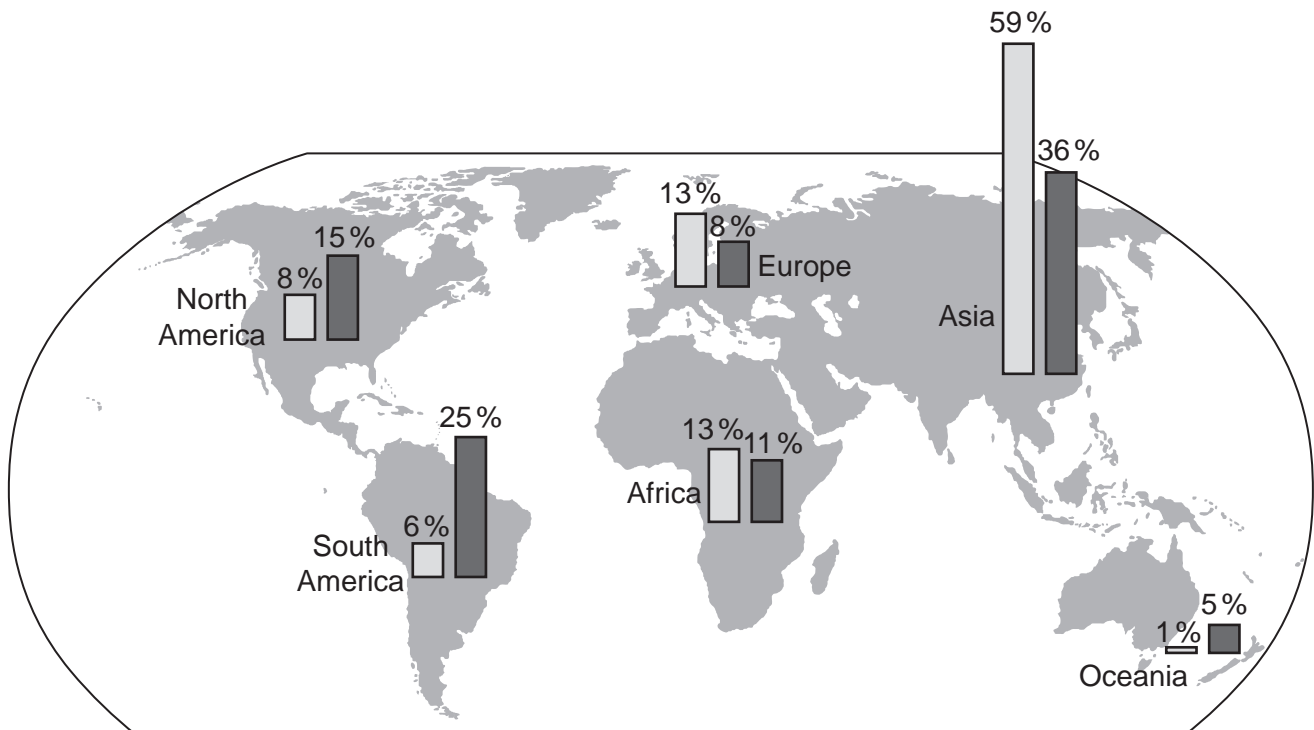 59 %
36 %
13 %
8 %
Europe
15 %
8 %
North
America
Asia
25 %
6 %
South
America
13 %
11 %
Africa
5 %
1 %
Oceania